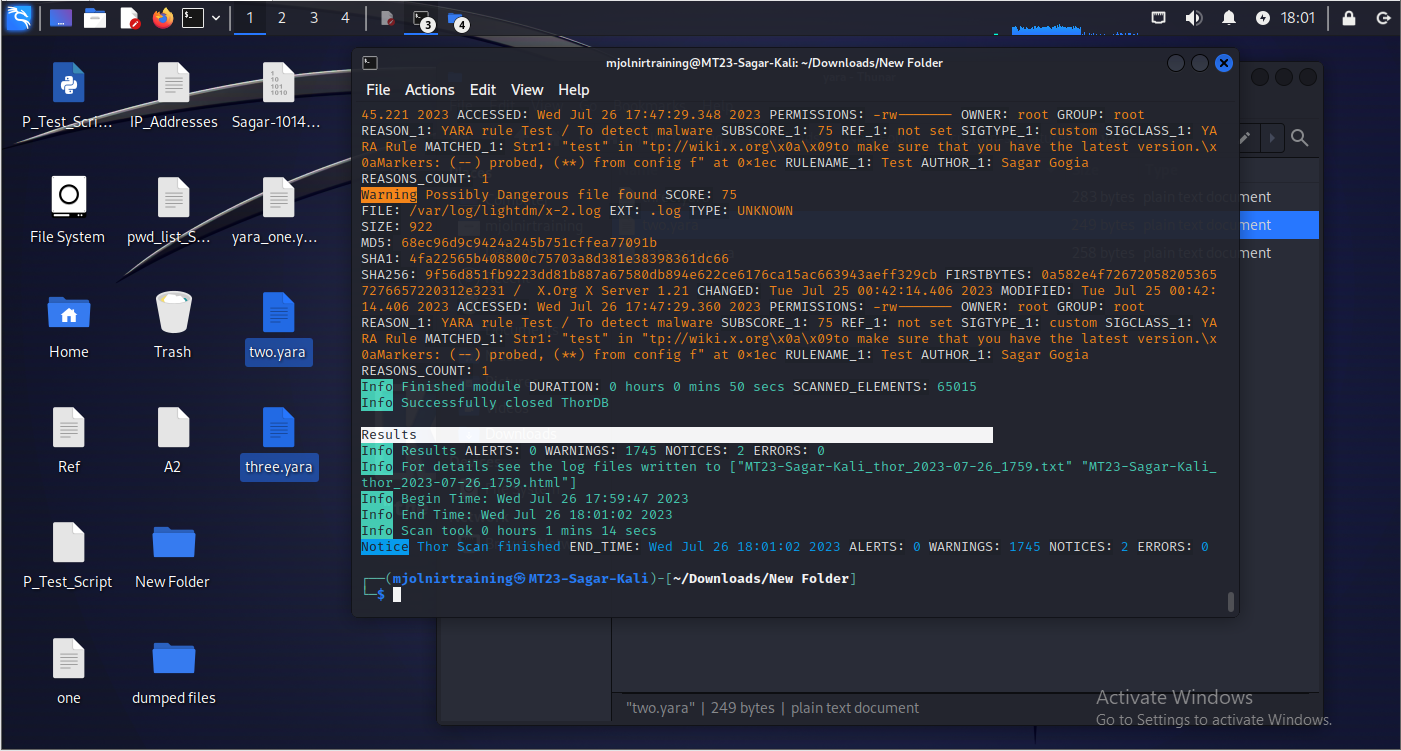 1 2 3 4 3 4 18:01
P_Test_Scri...
IP_Addresses
Sagar-1014...
File System
pwd_list_S...
yara_one.y...
Home
Trash
two.yara
Ref
A2
three.yara
P_Test_Script
New Folder
one
dumped files
mjolnirtraining@MT23-Sagar-Kali: ~/Downloads/New Folder
File Actions Edit View Help
45.221 2023 ACCESSED: Wed Jul 26 17:47:29.348 2023 PERMISSIONS: -rw------- OWNER: root GROUP: root
REASON_1: YARA rule Test / To detect malware SUBSCORE_1: 75 REF_1: not set SIGTYPE_1: custom SIGCLASS_1: YA
RA Rule MATCHED_1: Str1: "test" in "tp://wiki.x.org\x0a\x09to make sure that you have the latest version.\x
0aMarkers: (--) probed, (**) from config f" at 0×1ec RULENAME_1: Test AUTHOR_1: Sagar Gogia
REASONS_COUNT: 1
Warning Possibly Dangerous file found SCORE: 75
FILE: /var/log/lightdm/x-2.log EXT: .log TYPE: UNKNOWN
SIZE: 922
MD5: 68ec96d9c9424a245b751cffea77091b
SHA1: 4fa22565b408800c75703a8d381e38398361dc66
SHA256: 9f56d851fb9223dd81b887a67580db894e622ce6176ca15ac663943aeff329cb FIRSTBYTES: 0a582e4f72672058205365
7276657220312e3231 / X.Org X Server 1.21 CHANGED: Tue Jul 25 00:42:14.406 2023 MODIFIED: Tue Jul 25 00:42:
14.406 2023 ACCESSED: Wed Jul 26 17:47:29.360 2023 PERMISSIONS: -rw------- OWNER: root GROUP: root
REASON_1: YARA rule Test / To detect malware SUBSCORE_1: 75 REF_1: not set SIGTYPE_1: custom SIGCLASS_1: YA
RA Rule MATCHED_1: Str1: "test" in "tp://wiki.x.org\x0a\x09to make sure that you have the latest version.\x
0aMarkers: (--) probed, (**) from config f" at 0×1ec RULENAME_1: Test AUTHOR_1: Sagar Gogia
REASONS_COUNT: 1
Info Finished module DURATION: 0 hours 0 mins 50 secs SCANNED_ELEMENTS: 65015
Info Successfully closed ThorDB
Results
Info Results ALERTS: 0 WARNINGS: 1745 NOTICES: 2 ERRORS: 0
Info For details see the log files written to ["MT23-Sagar-Kali_thor_2023-07-26_1759.txt" "MT23-Sagar-Kali_
thor_2023-07-26_1759.html"]
Info Begin Time: Wed Jul 26 17:59:47 2023
Info End Time: Wed Jul 26 18:01:02 2023
Info Scan took 0 hours 1 mins 14 secs
Notice Thor Scan finished END_TIME: Wed Jul 26 18:01:02 2023 ALERTS: 0 WARNINGS: 1745 NOTICES: 2 ERRORS: 0
┌──(mjolnirtraining㉿MT23-Sagar-Kali)-[~/Downloads/New Folder]
└─$
283 bytes plain text document
249 bytes plain text document
258 bytes plain text document
"two.yara" | 249 bytes | plain text document
Activate Windows
Go to Settings to activate Windows.